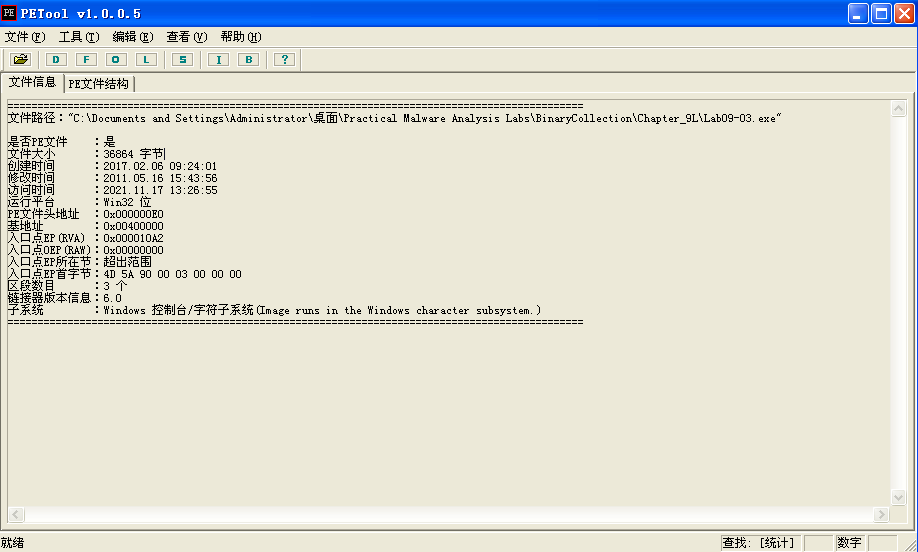 PETool v1.0.0.5
文件(F) 工具(T) 编辑(E) 查看(V) 帮助(H)
D F O L S I B ?
文件信息 PE文件结构
================================================================================================
文件路径："C:\Documents and Settings\Administrator\桌面\Practical Malware Analysis Labs\BinaryCollection\Chapter_9L\Lab09-03.exe"
是否PE文件 ：是
文件大小 ：36864 字节
创建时间 ：2017.02.06 09:24:01
修改时间 ：2011.05.16 15:43:56
访问时间 ：2021.11.17 13:26:55
运行平台 ：Win32 位
PE文件头地址 ：0x000000E0
基地址 ：0x00400000
入口点EP(RVA) ：0x000010A2
入口点OEP(RAW)：0x00000000
入口点EP所在节：超出范围
入口点EP首字节：4D 5A 90 00 03 00 00 00
区段数目 ：3 个
链接器版本信息：6.0
子系统 ：Windows 控制台/字符子系统(Image runs in the Windows character subsystem.)
================================================================================================
就绪 查找: [统计] 数字